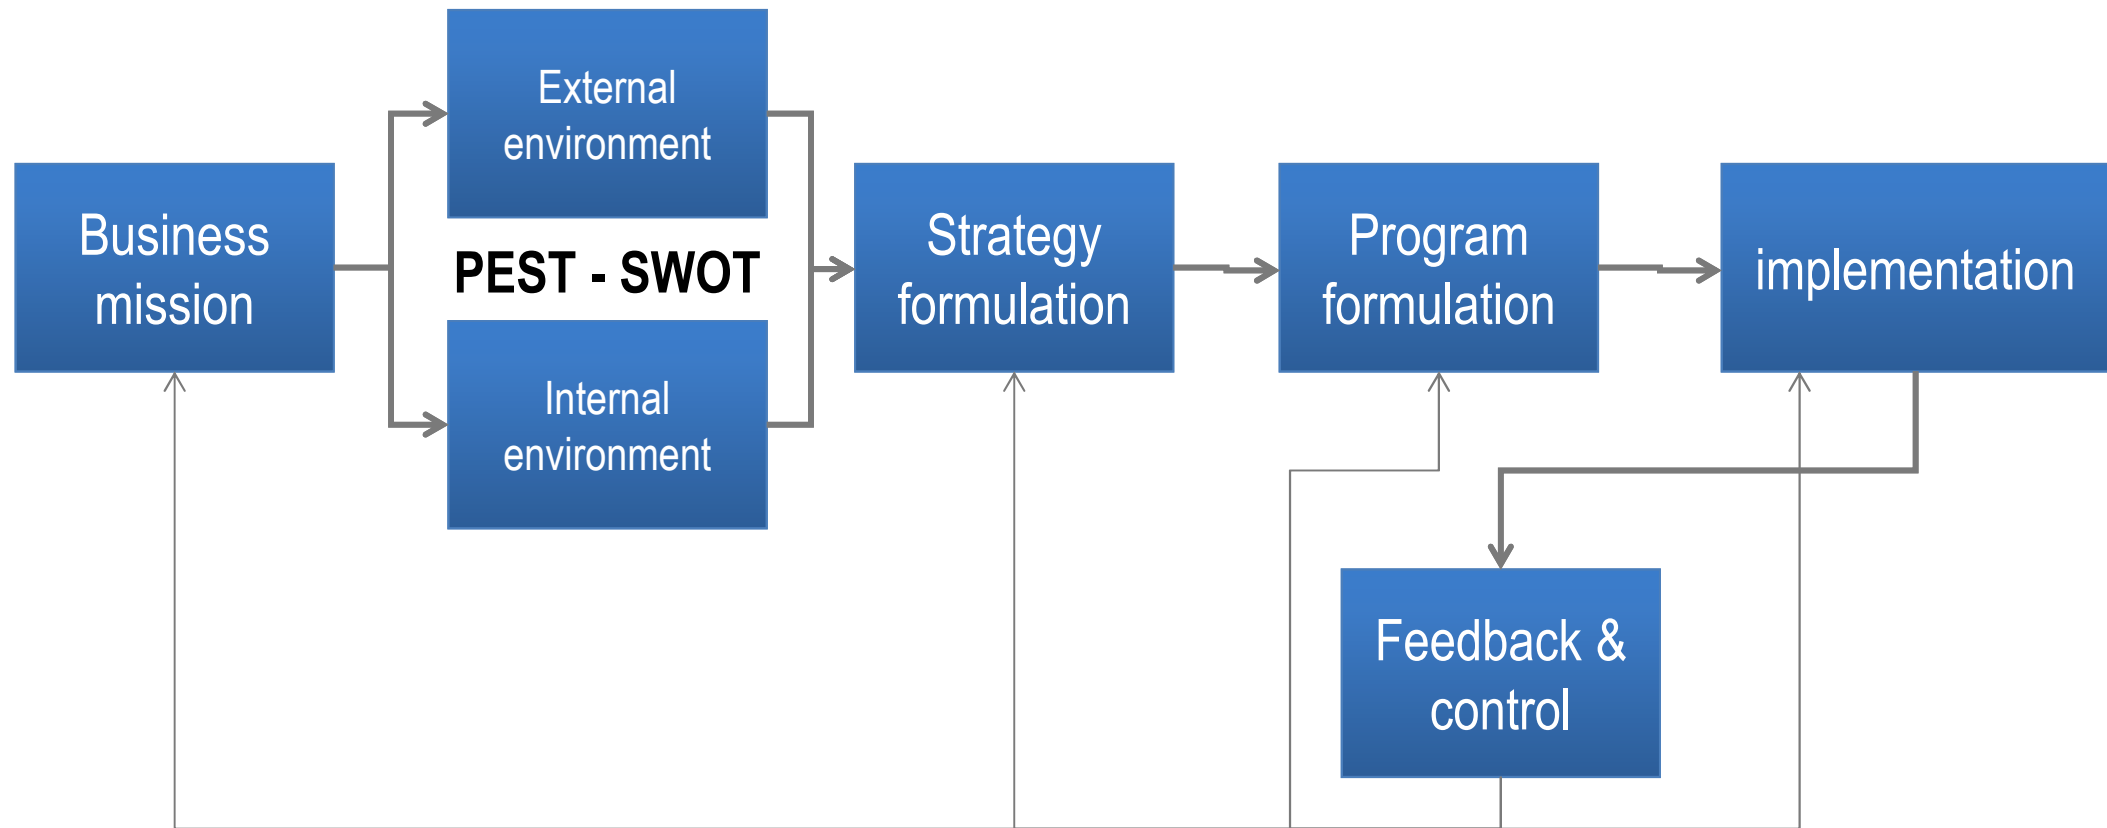 Business
mission
External
environment
PEST - SWOT
Internal
environment
Strategy
formulation
Program
formulation
implementation
Feedback &
control